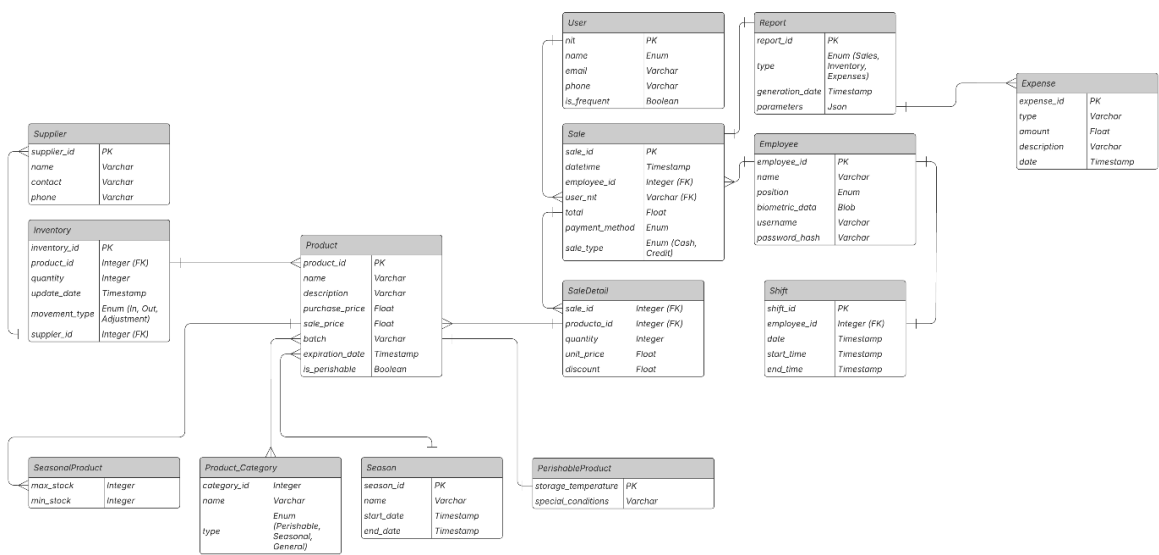 User
nit PK
name Enum
email Varchar
phone Varchar
is_frequent Boolean
Report
report_id PK
type Enum (Sales,
Inventory,
Expenses)
generation_date Timestamp
parameters Json
Expense
expense_id PK
type Varchar
amount Float
description Varchar
date Timestamp
Supplier
supplier_id PK
name Varchar
contact Varchar
phone Varchar
Sale
sale_id PK
datetime Timestamp
employee_id Integer (FK)
user_nit Varchar (FK)
total Float
payment_method Enum
sale_type Enum (Cash,
Credit)
Employee
employee_id PK
name Varchar
position Enum
biometric_data Blob
username Varchar
password_hash Varchar
Inventory
inventory_id PK
product_id Integer (FK)
quantity Integer
update_date Timestamp
movement_type Enum (In, Out,
Adjustment)
suppier_id Integer (FK)
Product
product_id PK
name Varchar
description Varchar
purchase_price Float
sale_price Float
batch Varchar
expiration_date Timestamp
is_perishable Boolean
SaleDetail
sale_id Integer (FK)
producto_id Integer (FK)
quantity Integer
unit_price Float
discount Float
Shift
shift_id PK
employee_id Integer (FK)
date Timestamp
start_time Timestamp
end_time Timestamp
SeasonalProduct
max_stock Integer
min_stock Integer
Product_Category
category_id Integer
name Varchar
type Enum
(Perishable,
Seasonal,
General)
Season
season_id PK
name Varchar
start_date Timestamp
end_date Timestamp
PerishableProduct
storage_temperature PK
special_conditions Varchar